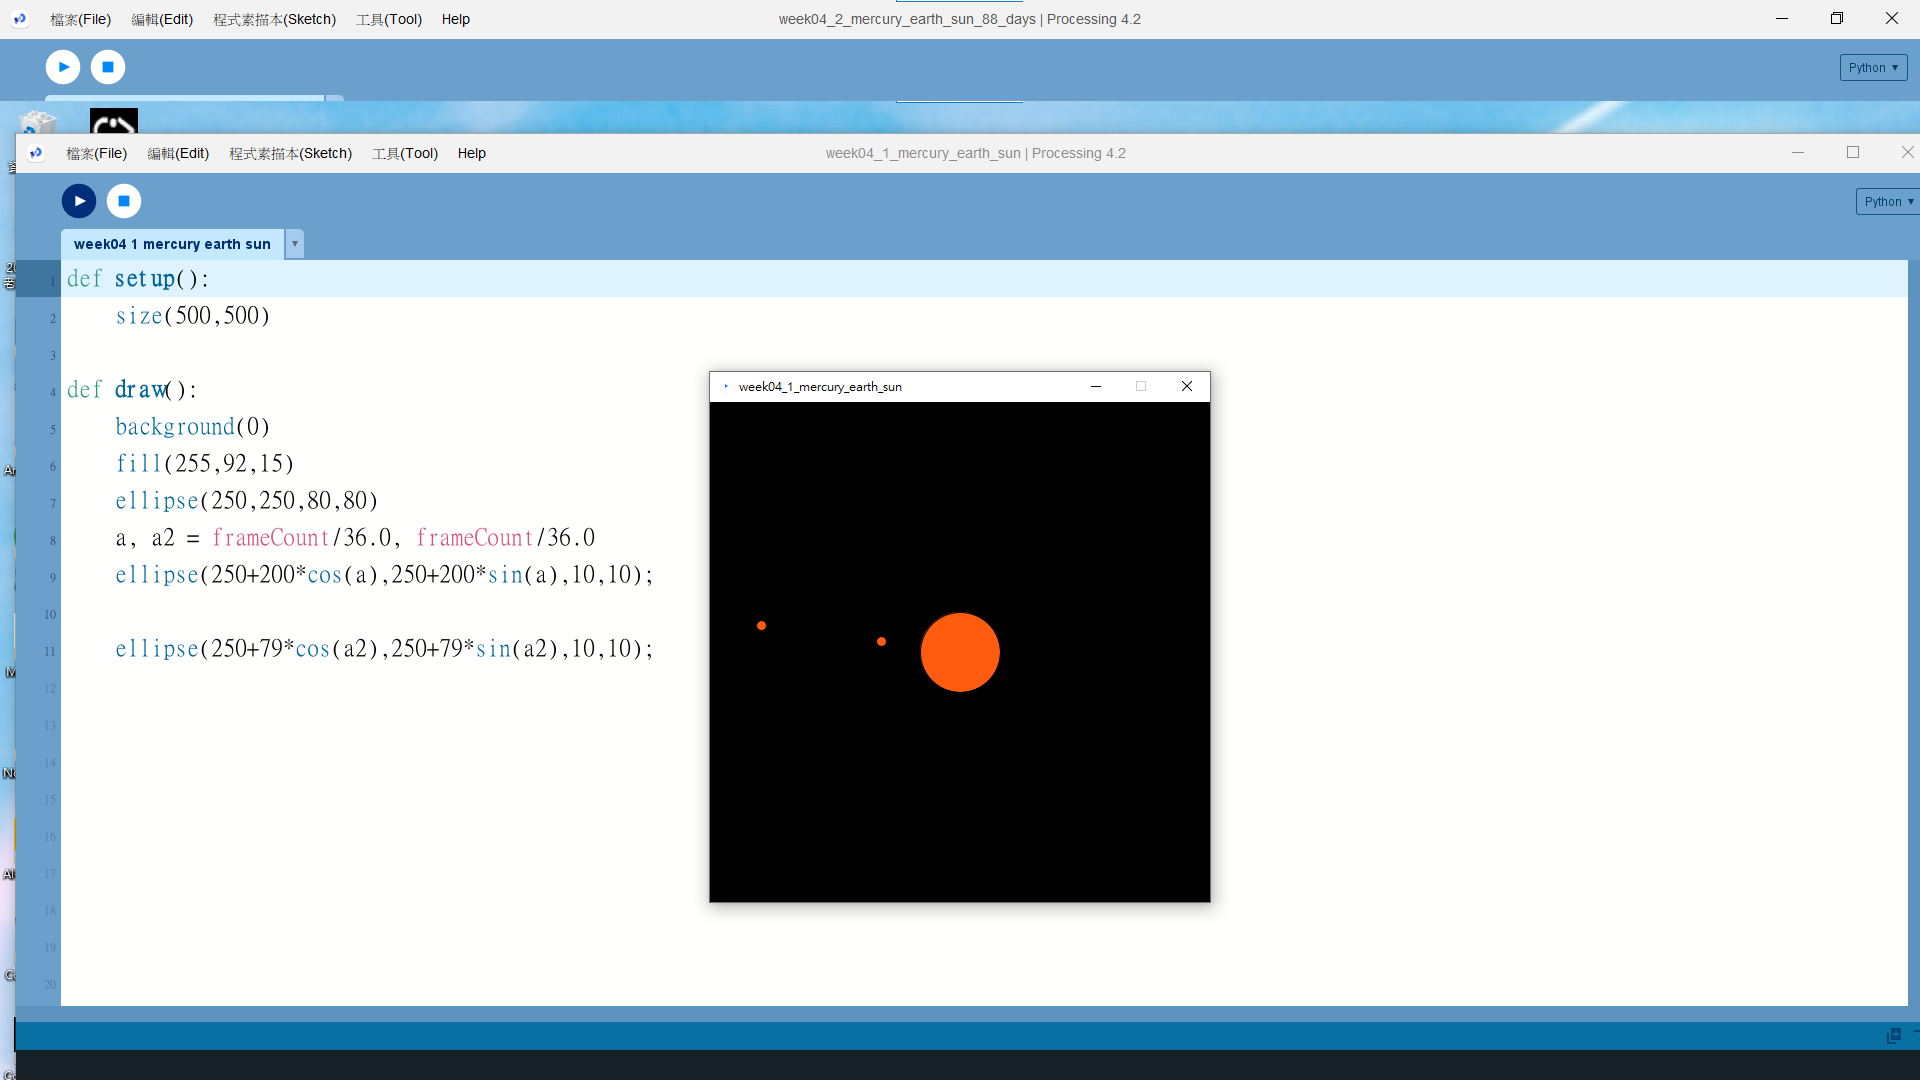 檔案(File) 編輯(Edit) 程式素描本(Sketch) 工具(Tool) Help week04_2_mercury_earth_sun_88_days | Processing 4.2
Python ▼
檔案(File) 編輯(Edit) 程式素描本(Sketch) 工具(Tool) Help week04_1_mercury_earth_sun | Processing 4.2
Python ▼
week04 1 mercury earth sun ▼
1 def setup():
2 size(500,500)
3
4 def draw():
5 background(0)
6 fill(255,92,15)
7 ellipse(250,250,80,80)
8 a, a2 = frameCount/36.0, frameCount/36.0
9 ellipse(250+200*cos(a),250+200*sin(a),10,10);
10
11 ellipse(250+79*cos(a2),250+79*sin(a2),10,10);
12
13
14
15
16
17
18
19
20
week04_1_mercury_earth_sun